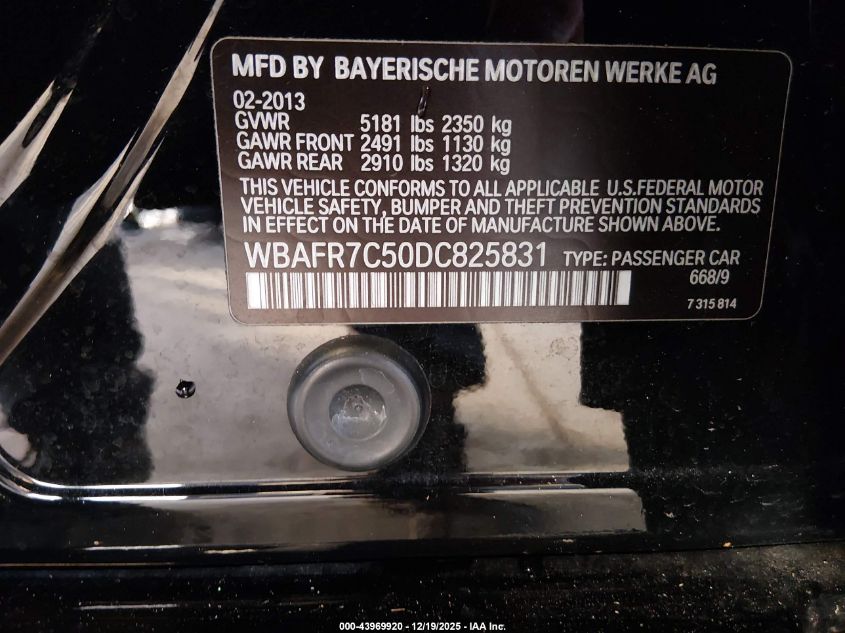 MFD BY BAYERISCHE MOTOREN WERKE AG
02-2013
GVWR 5181 lbs 2350 kg
GAWR FRONT 2491 lbs 1130 kg
GAWR REAR 2910 lbs 1320 kg
THIS VEHICLE CONFORMS TO ALL APPLICABLE U.S.FEDERAL MOTOR
VEHICLE SAFETY, BUMPER AND THEFT PREVENTION STANDARDS
IN EFFECT ON THE DATE OF MANUFACTURE SHOWN ABOVE.
WBAFR7C50DC825831 TYPE: PASSENGER CAR
668/9
7 315 814
000-43969920 - 12/19/2025 - IAA Inc.